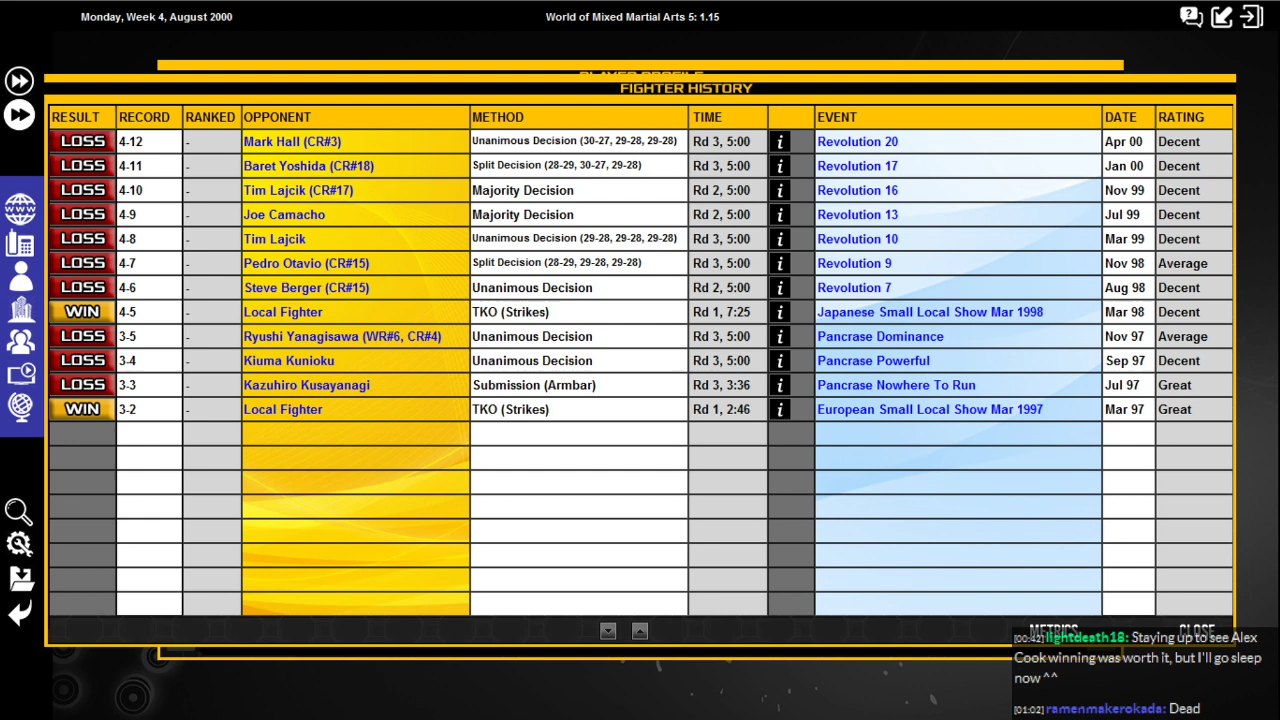 Monday, Week 4, August 2000
World of Mixed Martial Arts 5: 1.15
PLAYER PROFILE
FIGHTER HISTORY
RESULT RECORD RANKED OPPONENT METHOD TIME EVENT DATE RATING
LOSS 4-12 - Mark Hall (CR#3) Unanimous Decision (30-27, 29-28, 29-28) Rd 3, 5:00 i Revolution 20 Apr 00 Decent
LOSS 4-11 - Baret Yoshida (CR#18) Split Decision (28-29, 30-27, 29-28) Rd 3, 5:00 i Revolution 17 Jan 00 Decent
LOSS 4-10 - Tim Lajcik (CR#17) Majority Decision Rd 2, 5:00 i Revolution 16 Nov 99 Decent
LOSS 4-9 - Joe Camacho Majority Decision Rd 2, 5:00 i Revolution 13 Jul 99 Decent
LOSS 4-8 - Tim Lajcik Unanimous Decision (29-28, 29-28, 29-28) Rd 3, 5:00 i Revolution 10 Mar 99 Decent
LOSS 4-7 - Pedro Otavio (CR#15) Split Decision (28-29, 29-28, 29-28) Rd 3, 5:00 i Revolution 9 Nov 98 Average
LOSS 4-6 - Steve Berger (CR#15) Unanimous Decision Rd 2, 5:00 i Revolution 7 Aug 98 Decent
WIN 4-5 - Local Fighter TKO (Strikes) Rd 1, 7:25 i Japanese Small Local Show Mar 1998 Mar 98 Decent
LOSS 3-5 - Ryushi Yanagisawa (WR#6, CR#4) Unanimous Decision Rd 3, 5:00 i Pancrase Dominance Nov 97 Average
LOSS 3-4 - Kiuma Kunioku Unanimous Decision Rd 3, 5:00 i Pancrase Powerful Sep 97 Decent
LOSS 3-3 - Kazuhiro Kusayanagi Submission (Armbar) Rd 3, 3:36 i Pancrase Nowhere To Run Jul 97 Great
WIN 3-2 - Local Fighter TKO (Strikes) Rd 1, 2:46 i European Small Local Show Mar 1997 Mar 97 Great
METRICS CLOSE
[00:42] lightdeath18: Staying up to see Alex
Cook winning was worth it, but I'll go sleep
now ^^
[01:02] ramenmakerokada: Dead